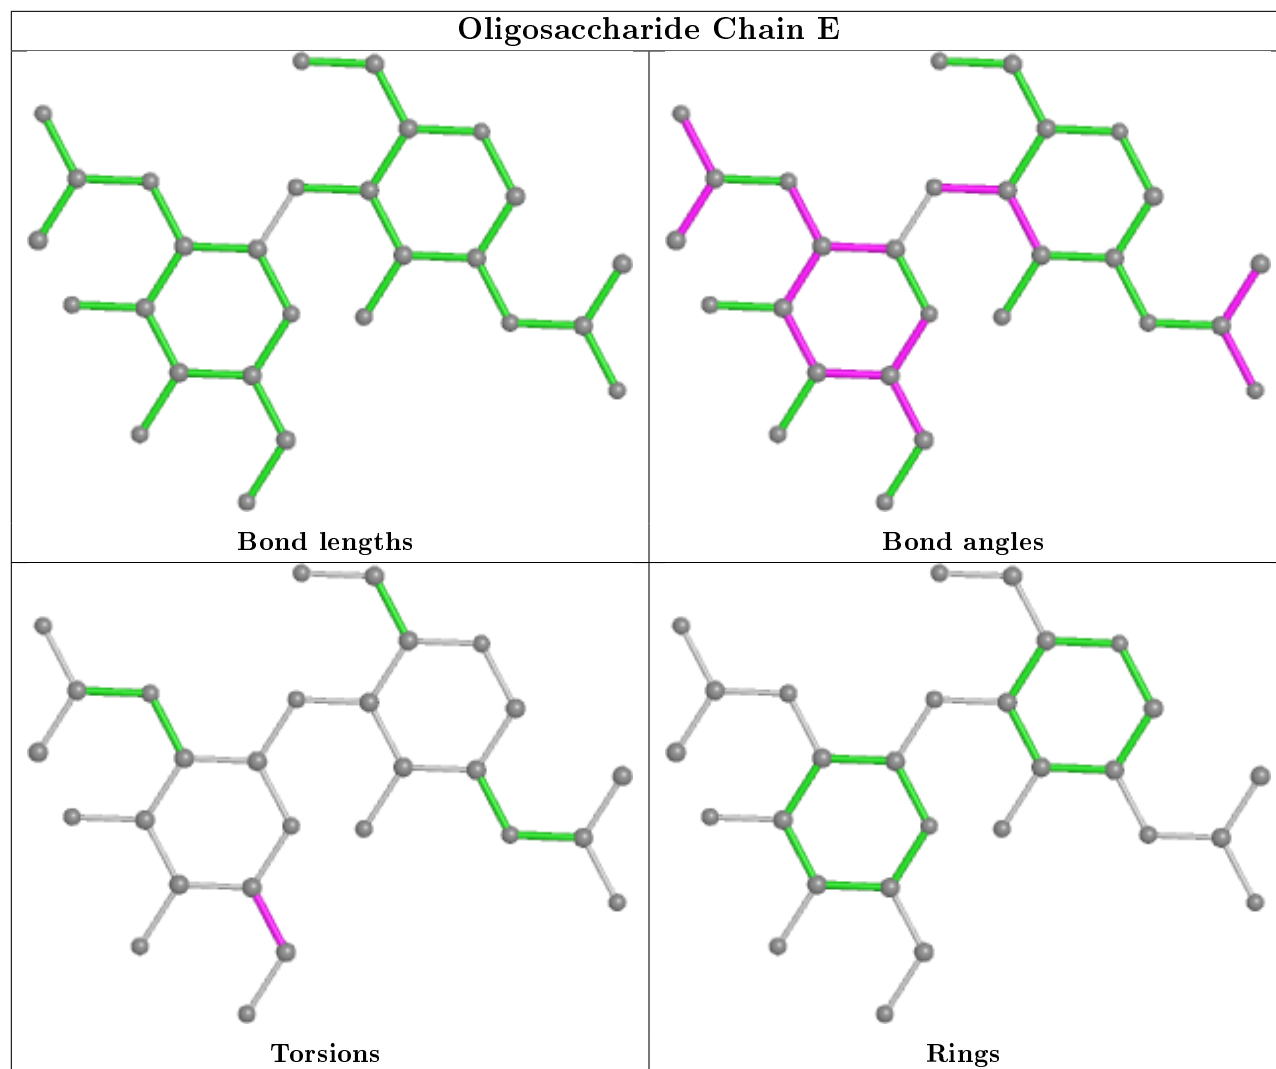 Oligosaccharide Chain E
Bond lengths
Bond angles
Torsions
Rings